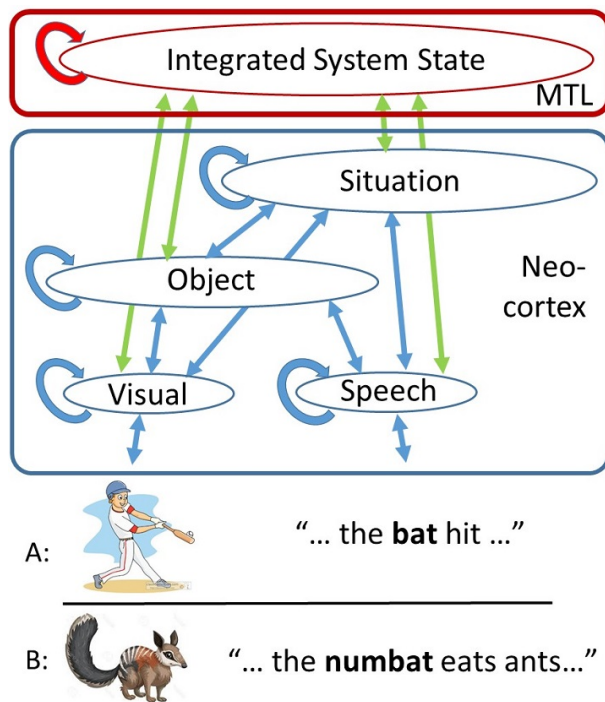 Integrated System State
MTL
Situation
Object
Neo-
cortex
Visual
Speech
A:
“... the bat hit ...”
B:
“... the numbat eats ants...”